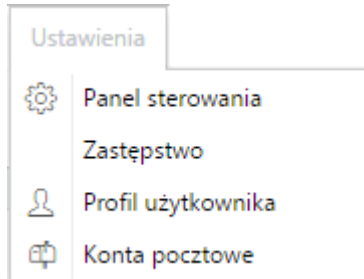 Ustawienia
Panel sterowania
Zastępstwo
Profil użytkownika
Konta pocztowe